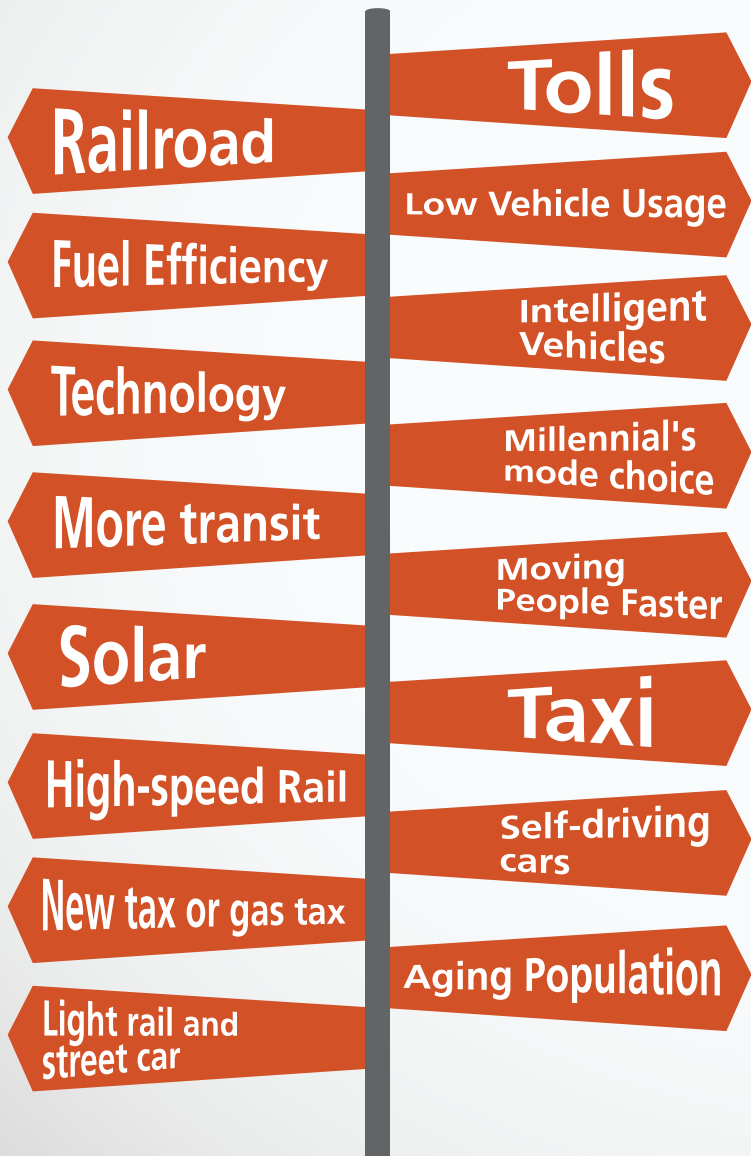 Railroad
Fuel Efficiency
Technology
More transit
Solar
High-speed Rail
New tax or gas tax
Light rail and
street car
Tolls
Low Vehicle Usage
Intelligent
Vehicles
Millennial's
mode choice
Moving
People Faster
Taxi
Self-driving
cars
Aging Population